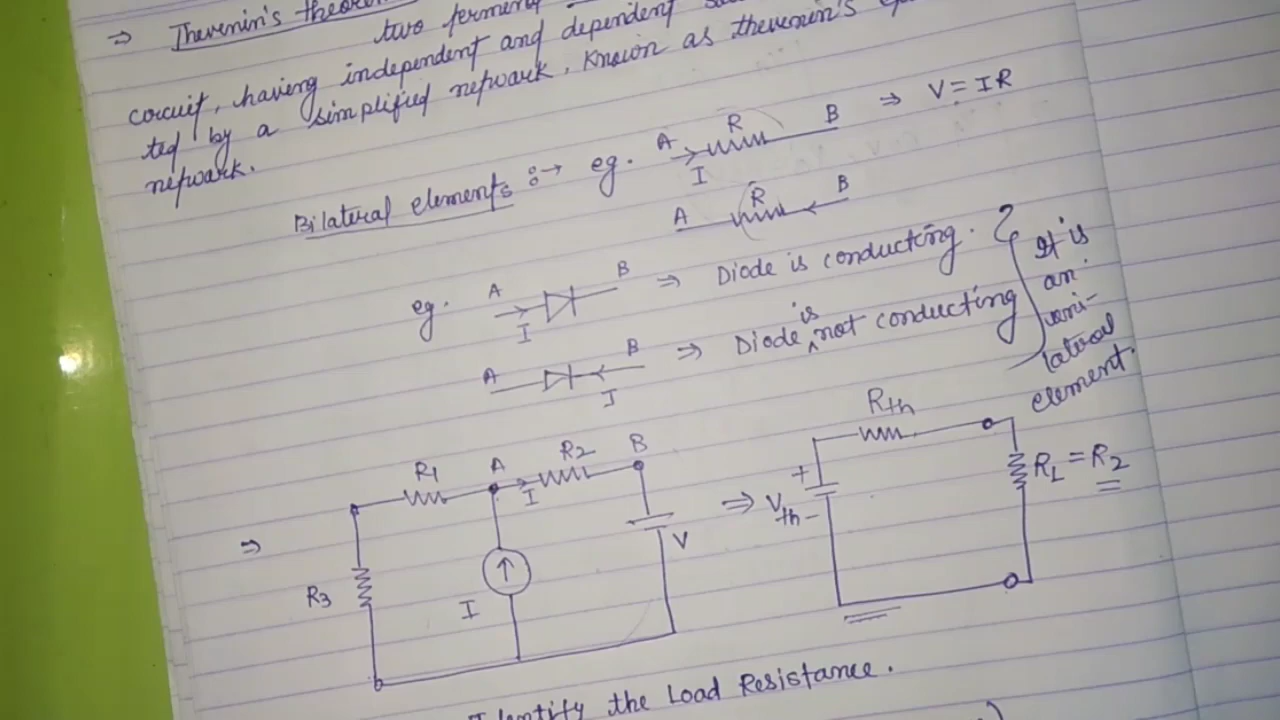 ⇒ Thevenin's theorem
two
circuit, having independent and dependent
ted by a simplified network, known as thevenin's
network.
Bilateral elements :→ eg. A R B ⇒ V = IR
I
A R B
eg. A B ⇒ Diode is conducting. } It is
I
an
A B ⇒ Diode is not conducting
I
uni-
lateral
element.
⇒ R1 A R2 B
I
R3 I V
⇒ Rth
+
Vth -
RL = R2
Identify the Load Resistance.